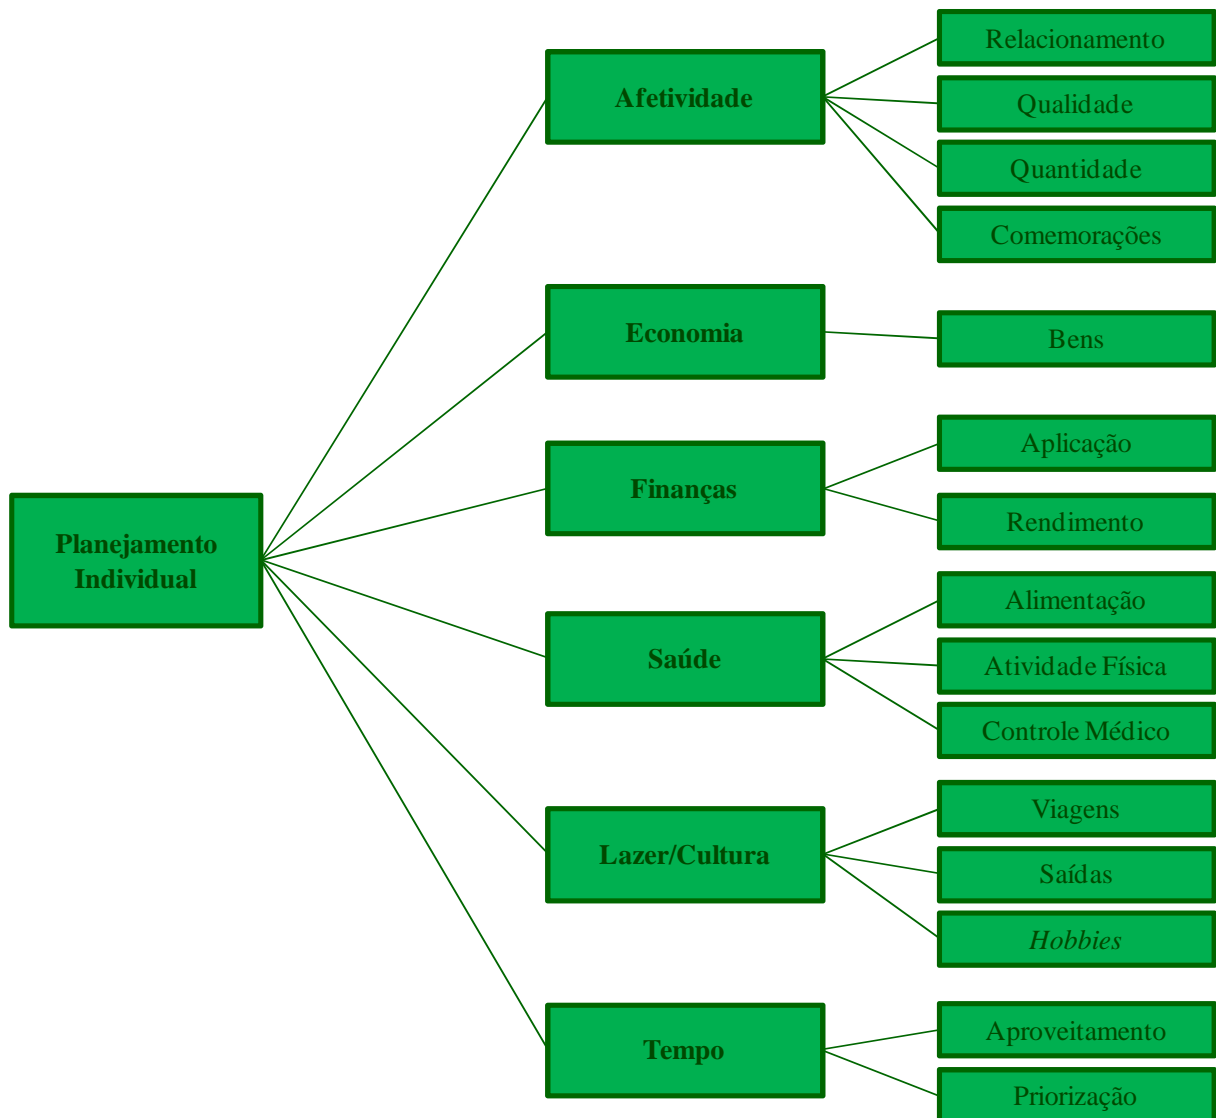 Planejamento
Individual
Afetividade
Relacionamento
Qualidade
Quantidade
Comemorações
Economia
Bens
Finanças
Aplicação
Rendimento
Saúde
Alimentação
Atividade Física
Controle Médico
Lazer/Cultura
Viagens
Saídas
Hobbies
Tempo
Aproveitamento
Priorização